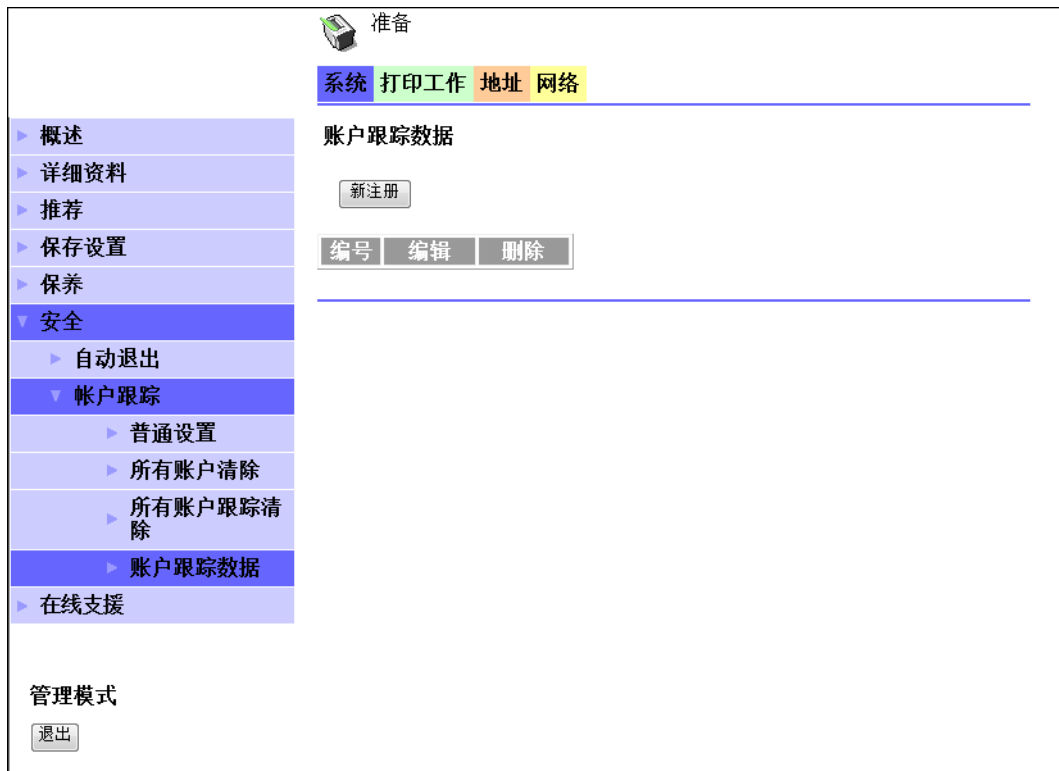 准备
系统 打印工作 地址 网络
概述
详细资料
推荐
保存设置
保养
安全
自动退出
帐户跟踪
普通设置
所有账户清除
所有账户跟踪清
除
账户跟踪数据
在线支援
管理模式
退出
账户跟踪数据
新注册
编号 编辑 删除